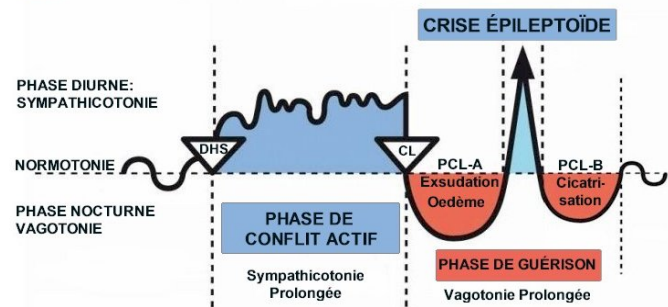 CRISE ÉPILEPTOÏDE
PHASE DIURNE:
SYMPATHICOTONIE
DHS
CL
NORMOTONIE
PCL-A
Exsudation
Oedème
PCL-B
Cicatri-
sation
PHASE NOCTURNE
VAGOTONIE
PHASE DE
CONFLIT ACTIF
PHASE DE GUÉRISON
Sympathicotonie
Prolongée
Vagotonie Prolongée